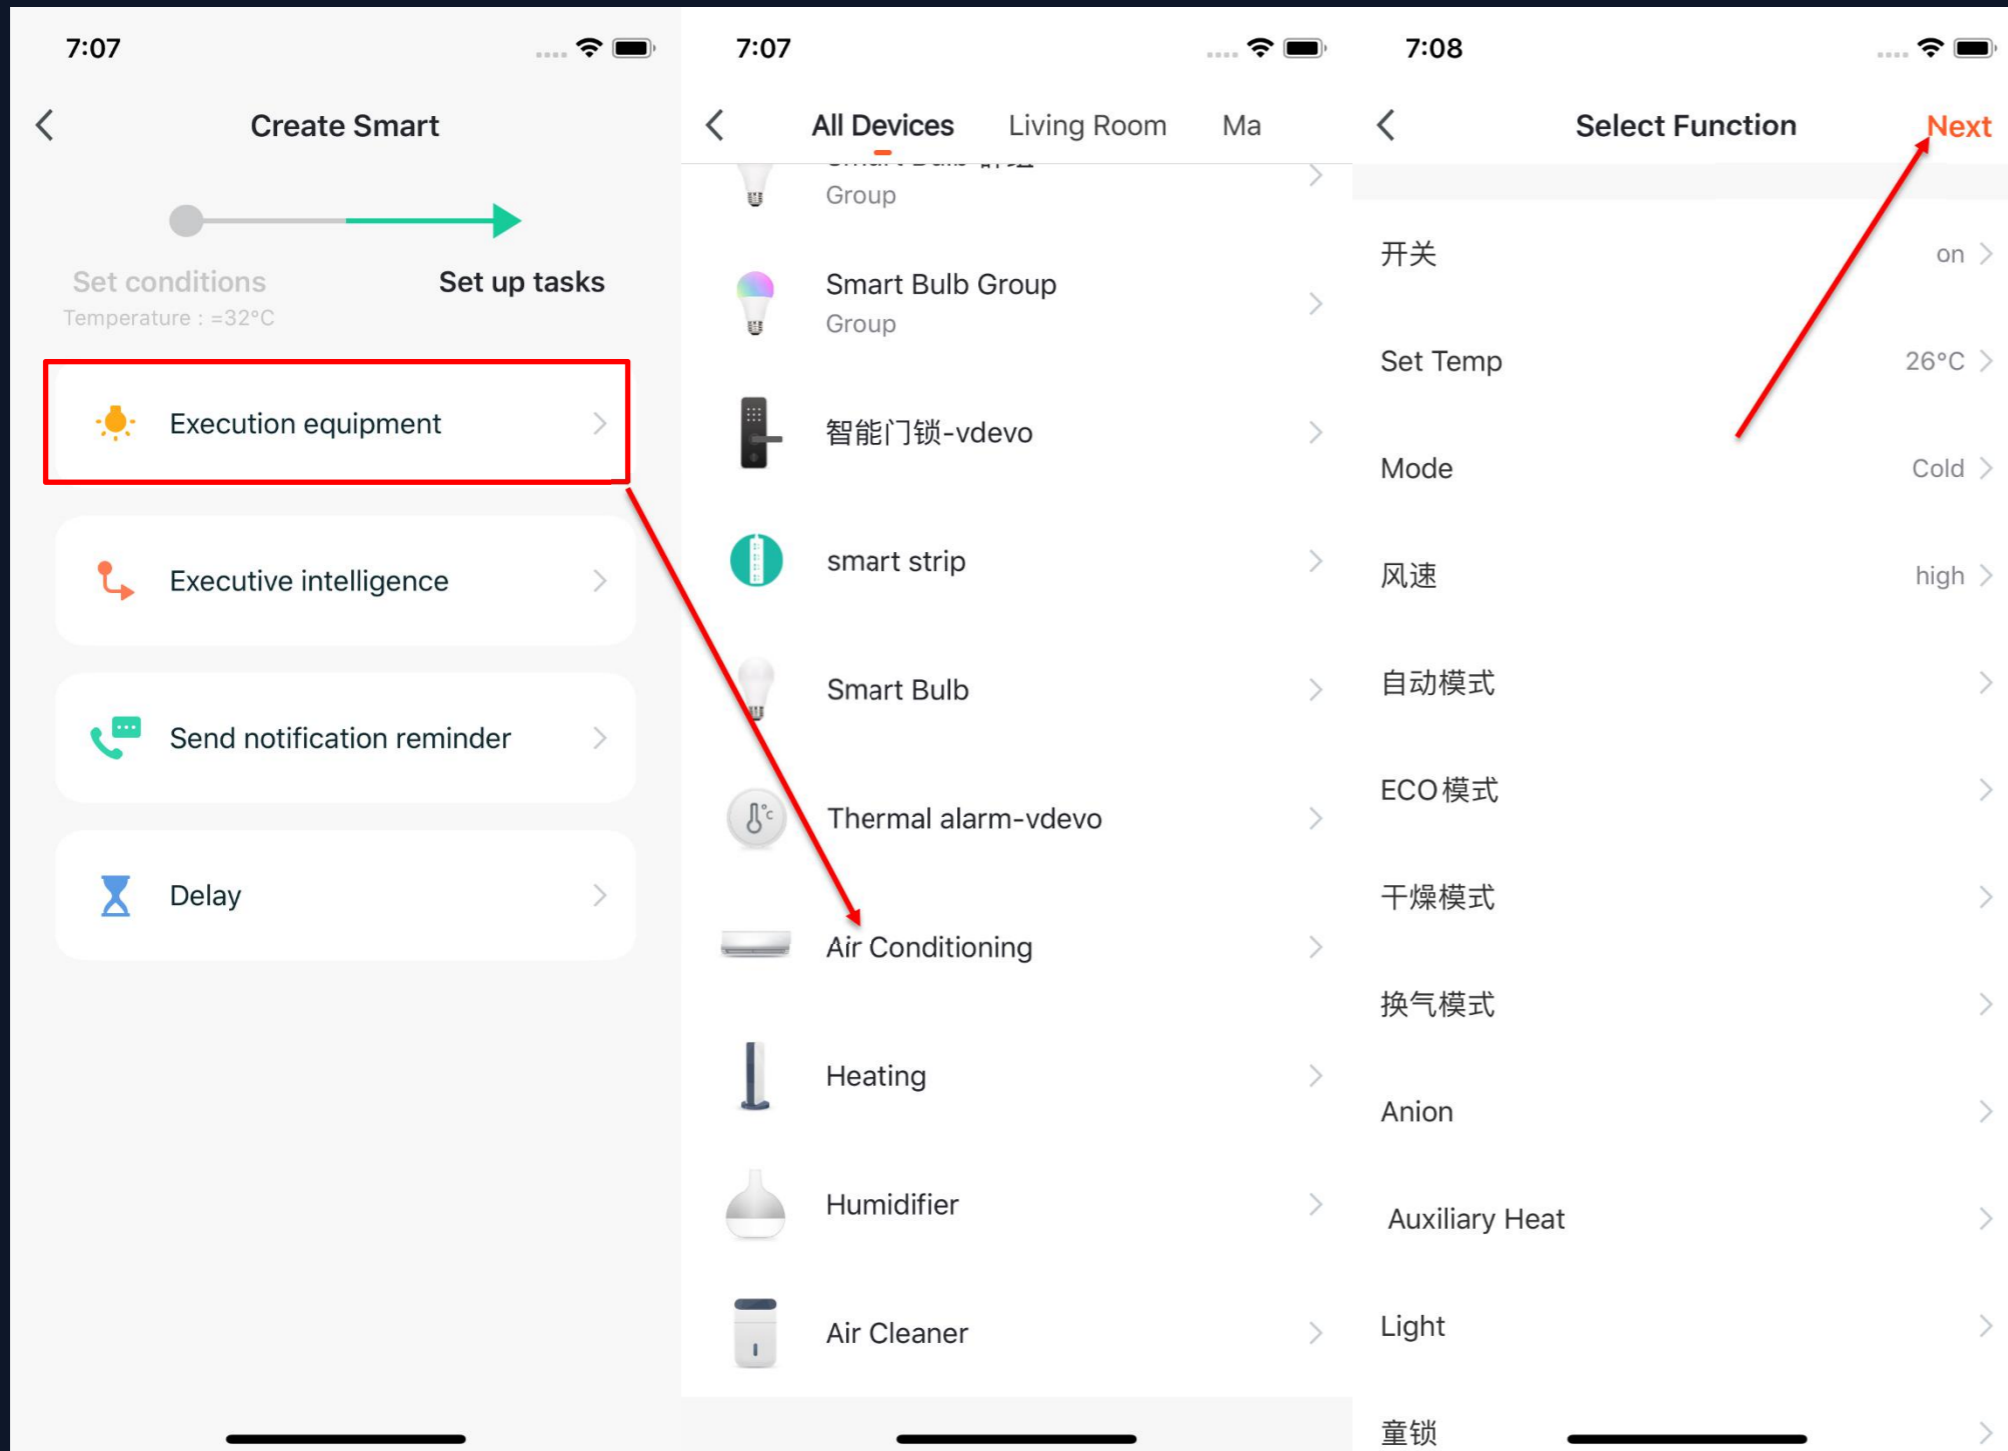 7:07
Create Smart
Set conditions
Set up tasks
Temperature : =32°C
Execution equipment
Executive intelligence
Send notification reminder
Delay
7:07
All Devices
Living Room
Ma
Group
Smart Bulb Group
Group
智能门锁-vdevo
smart strip
Smart Bulb
°c
Thermal alarm-vdevo
Air Conditioning
Heating
Humidifier
Air Cleaner
7:08
Select Function
Next
开关 on
Set Temp 26°C
Mode Cold
风速 high
自动模式
ECO模式
干燥模式
换气模式
Anion
Auxiliary Heat
Light
童锁